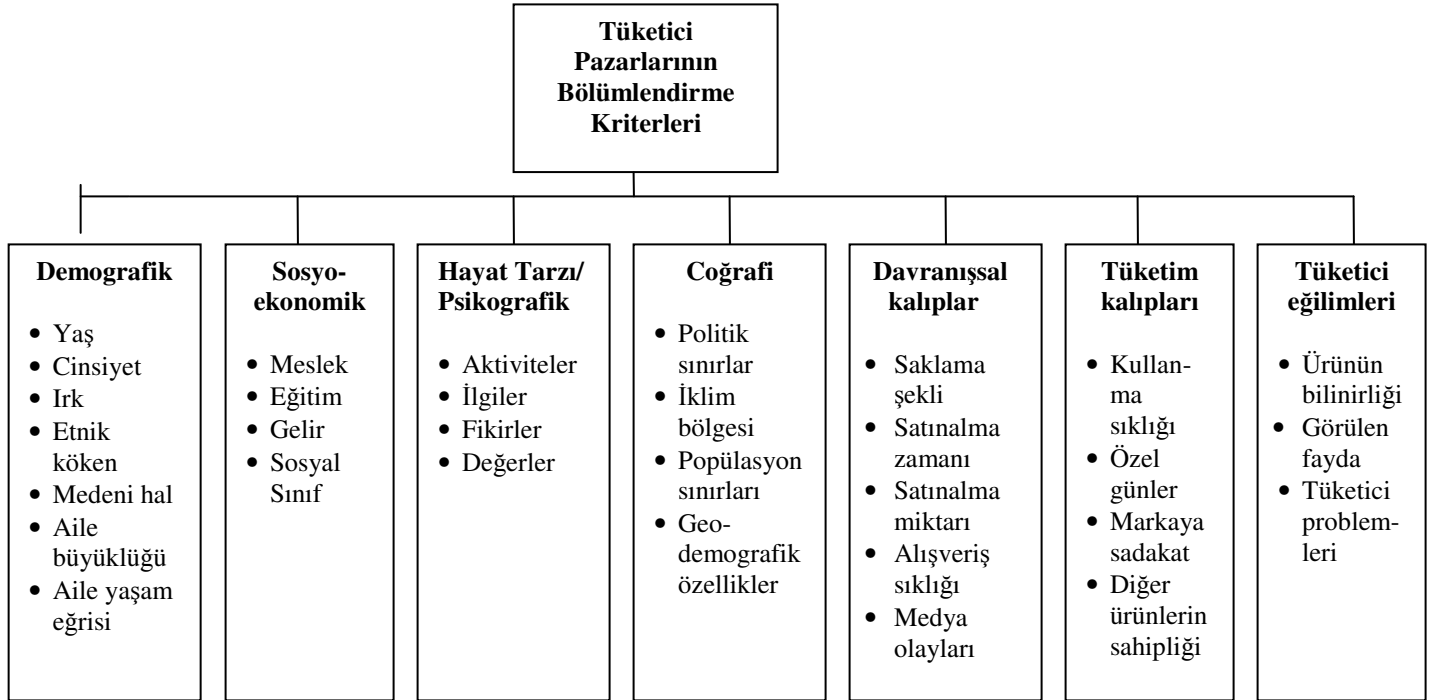 Tüketici
Pazarlarının
Bölümlendirme
Kriterleri
Demografik
• Yaş
• Cinsiyet
• Irk
• Etnik
köken
• Medeni hal
• Aile
büyüklüğü
• Aile yaşam
eğrisi
Sosyo-
ekonomik
• Meslek
• Eğitim
• Gelir
• Sosyal
Sınıf
Hayat Tarzı/
Psikografik
• Aktiviteler
• İlgiler
• Fikirler
• Değerler
Coğrafi
• Politik
sınırlar
• İklim
bölgesi
• Popülasyon
sınırları
• Geo-
demografik
özellikler
Davranışsal
kalıplar
• Saklama
şekli
• Satınalma
zamanı
• Satınalma
miktarı
• Alışveriş
sıklığı
• Medya
olayları
Tüketim
kalıpları
• Kullan-
ma
sıklığı
• Özel
günler
• Markaya
sadakat
• Diğer
ürünlerin
sahipliği
Tüketici
eğilimleri
• Ürünün
bilinirliği
• Görülen
fayda
• Tüketici
problem-
leri